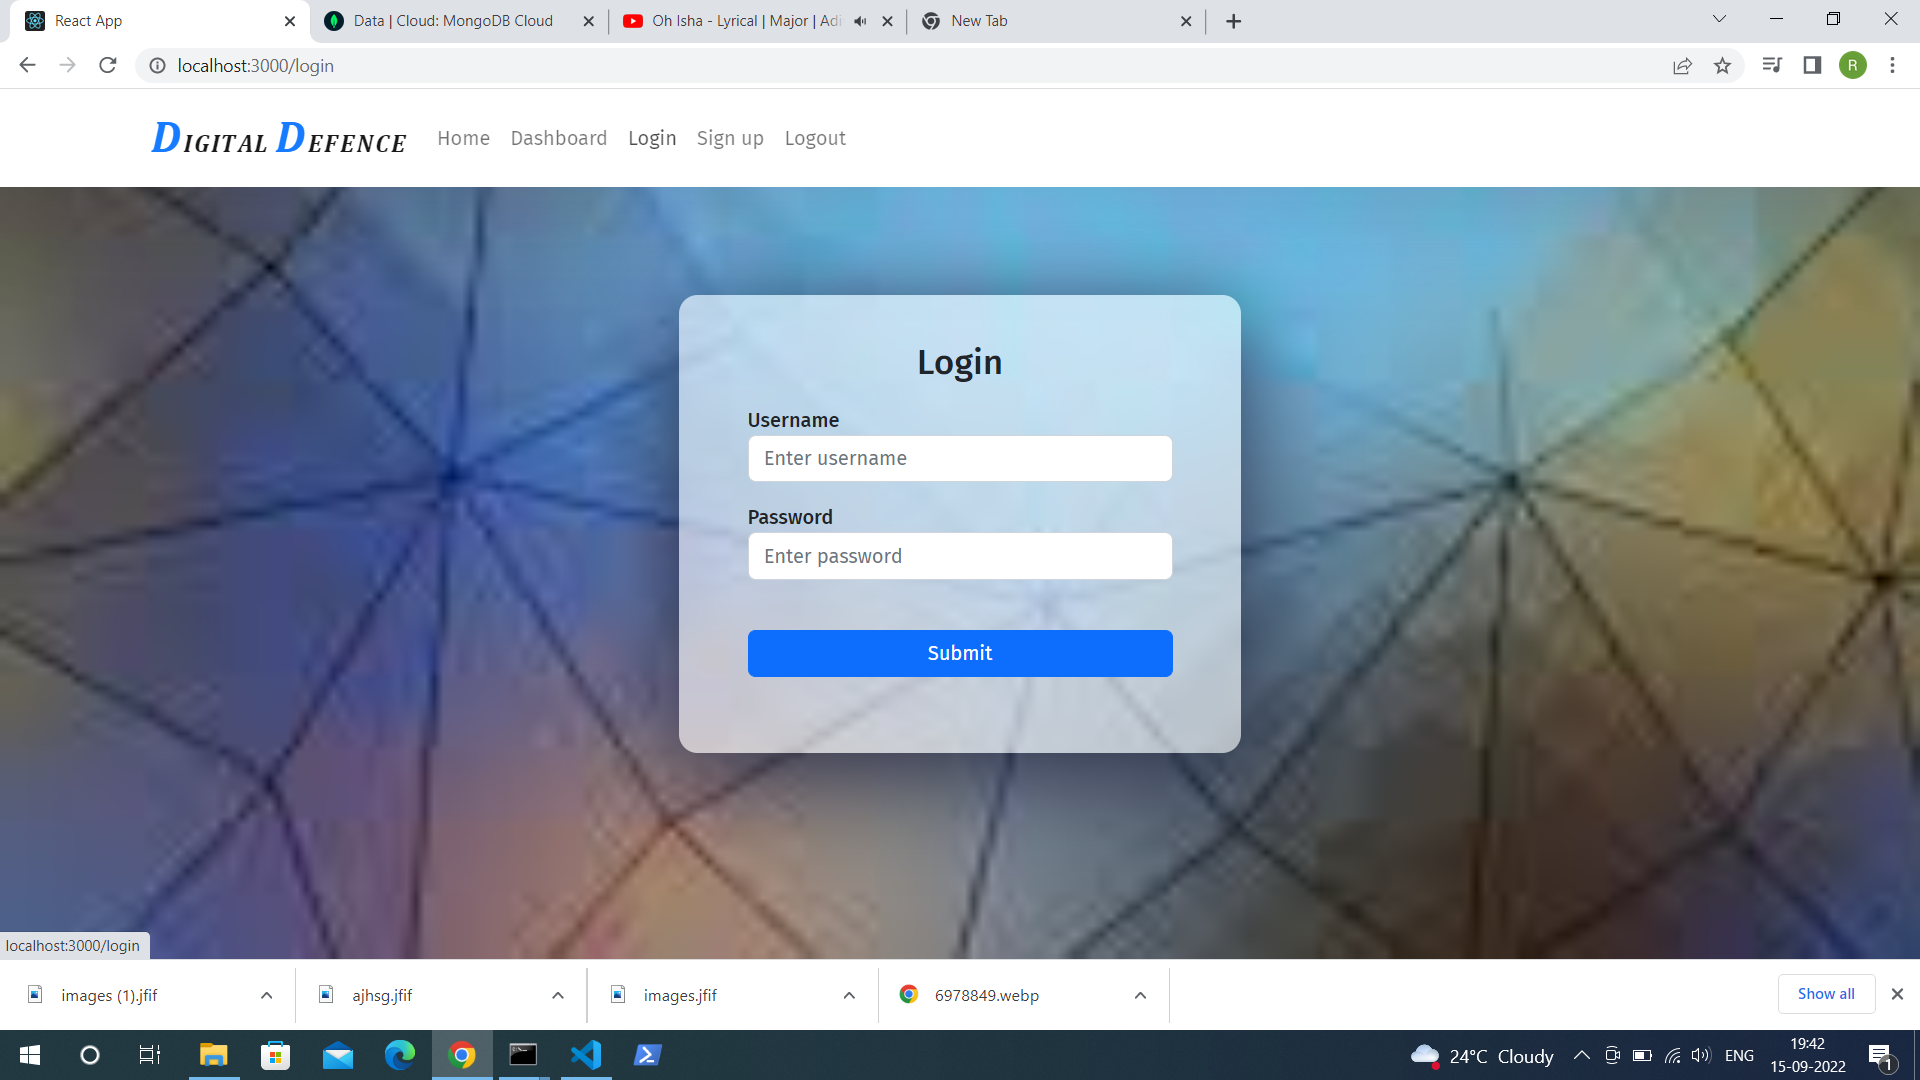 React App
Data | Cloud: MongoDB Cloud
Oh Isha - Lyrical | Major | Adi
New Tab
localhost:3000/login
R
DIGITAL DEFENCE
Home
Dashboard
Login
Sign up
Logout
Login
Username
Enter username
Password
Enter password
Submit
localhost:3000/login
images (1).jfif
ajhsg.jfif
images.jfif
6978849.webp
Show all
24°C Cloudy
ENG
19:42
15-09-2022
1